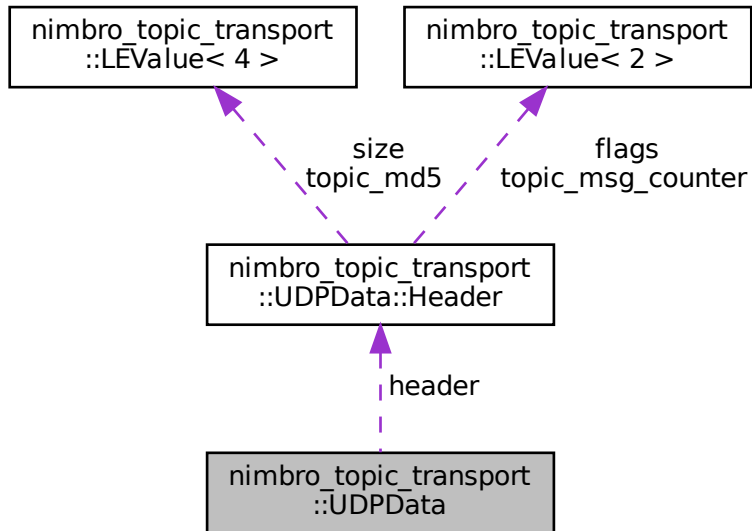 nimbro_topic_transport
::LEValue< 4 >
nimbro_topic_transport
::LEValue< 2 >
size
topic_md5
flags
topic_msg_counter
nimbro_topic_transport
::UDPData::Header
header
nimbro_topic_transport
::UDPData